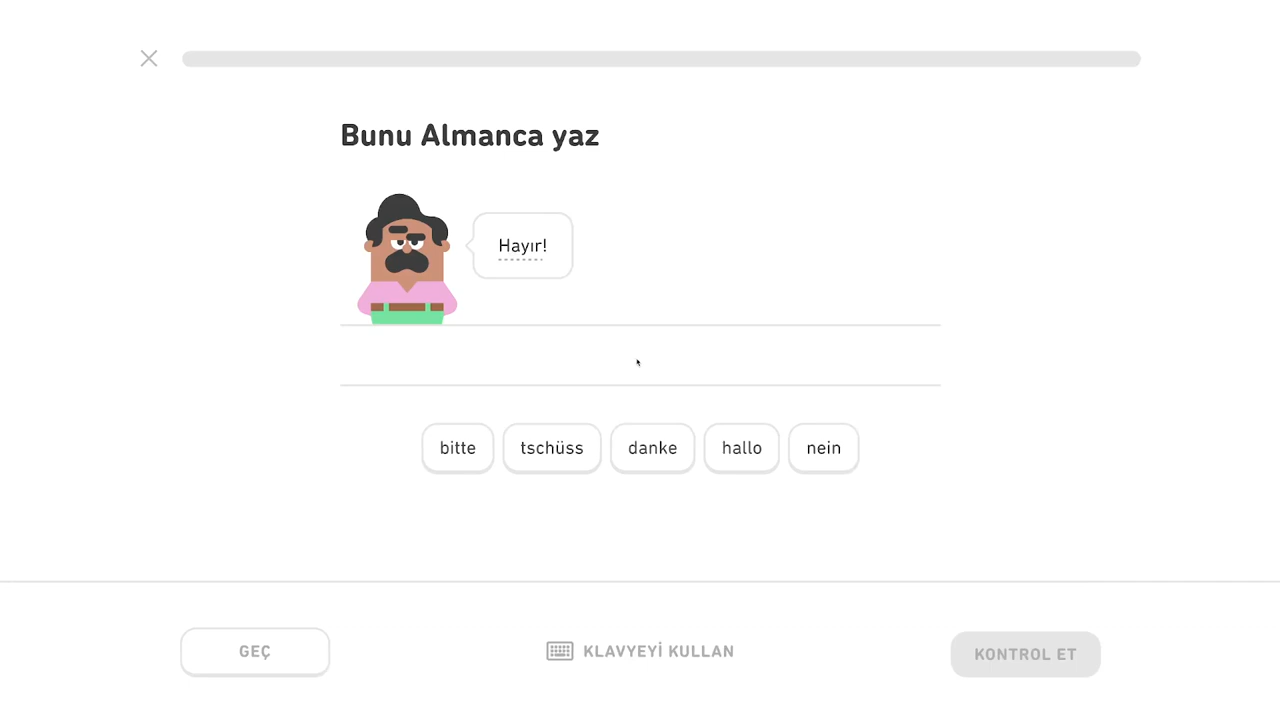 Bunu Almanca yaz
Hayır!
bitte tschüss danke hallo nein
GEÇ KLAVYEYİ KULLAN KONTROL ET